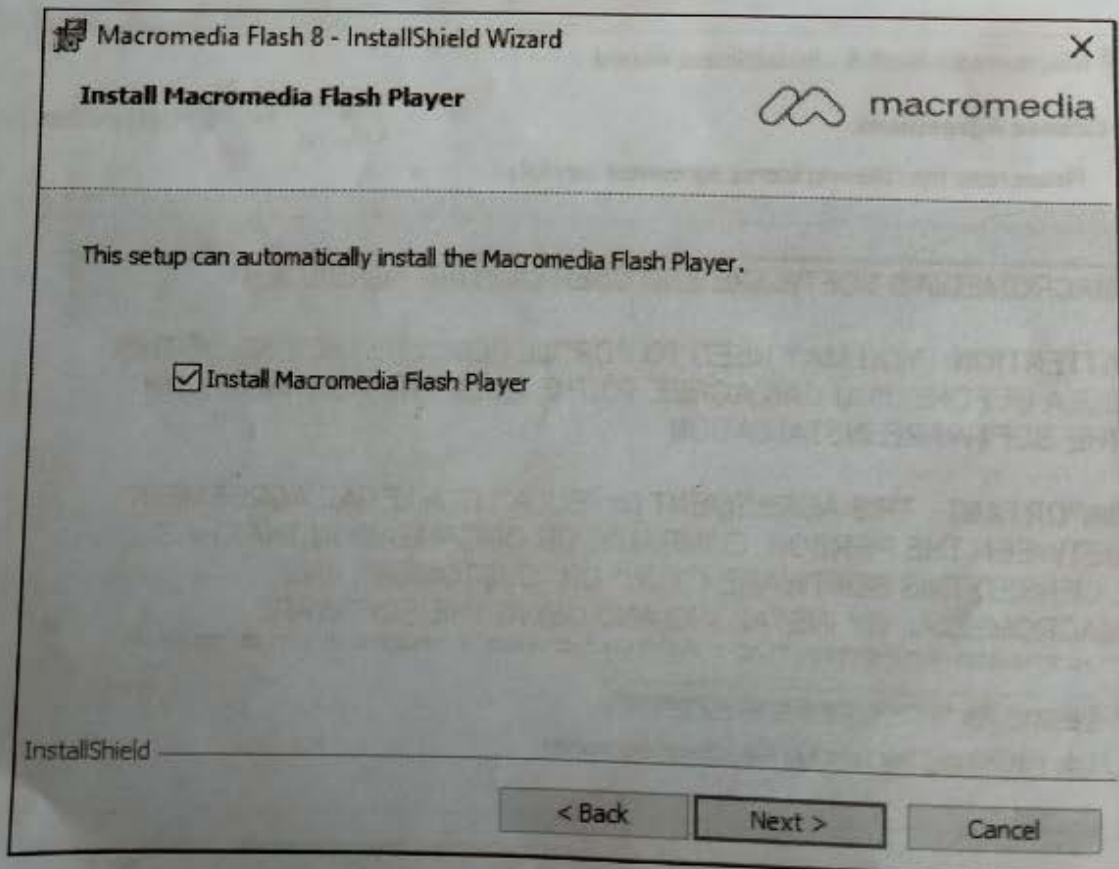 Macromedia Flash 8 - InstallShield Wizard
Install Macromedia Flash Player
macromedia
This setup can automatically install the Macromedia Flash Player.
Install Macromedia Flash Player
InstallShield
< Back
Next >
Cancel